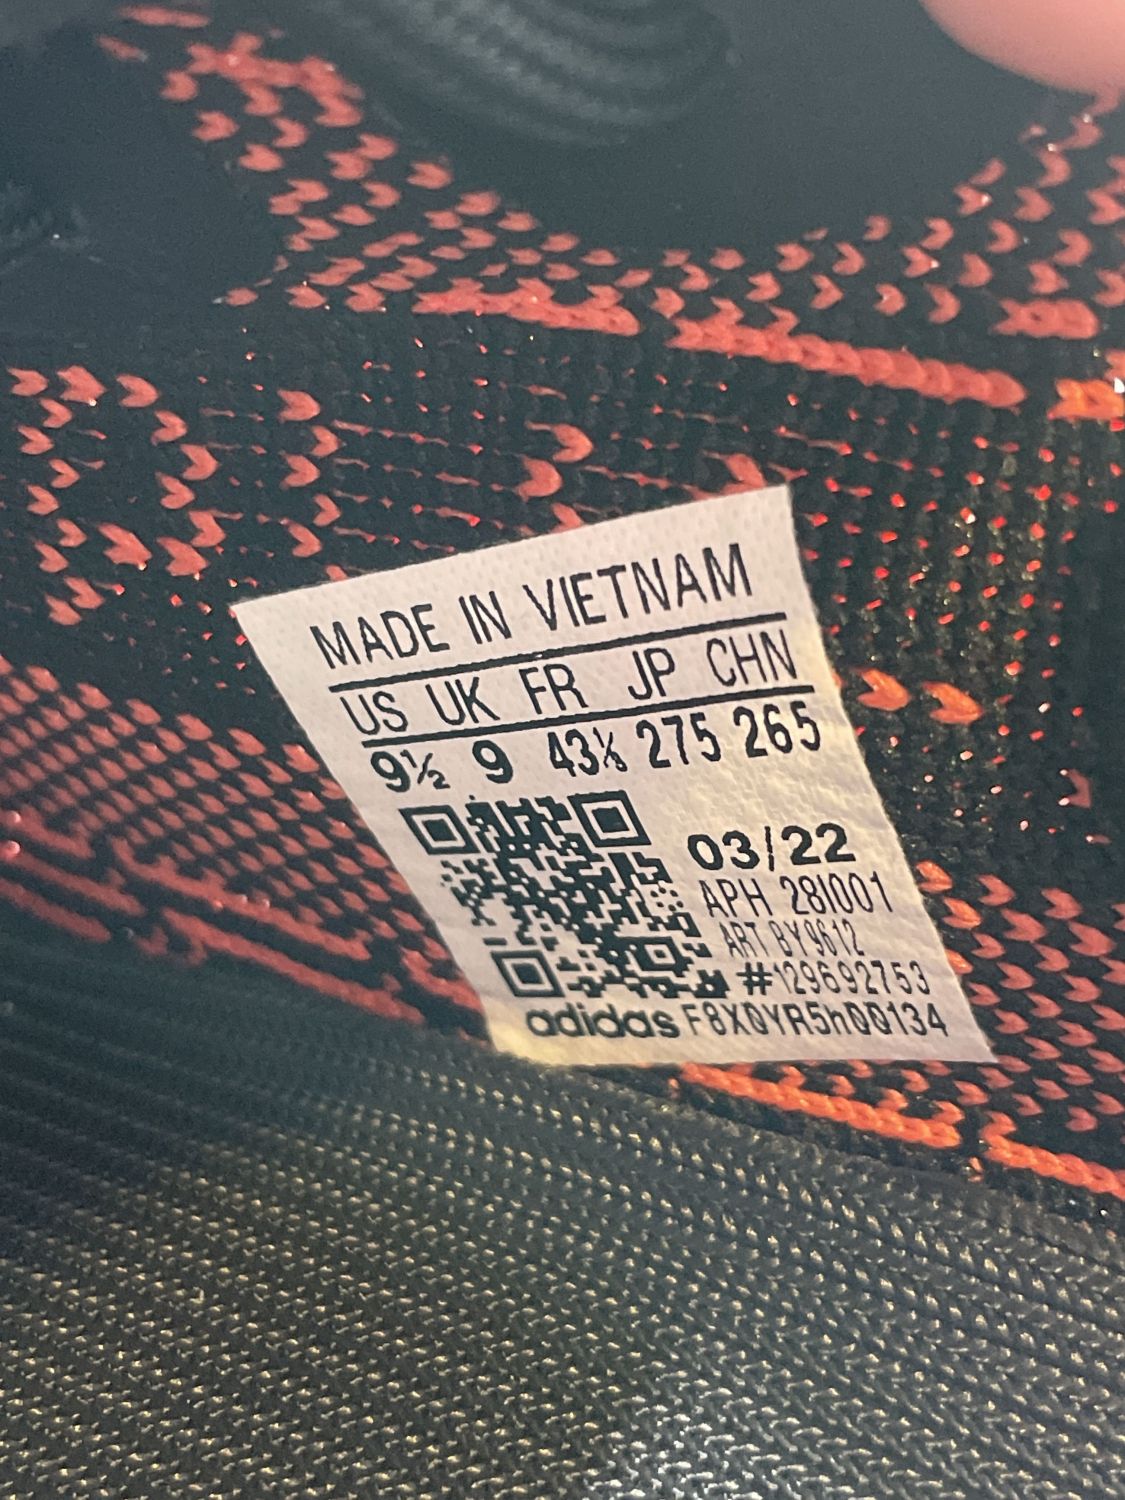 MADE IN VIETNAM
US UK FR JP CHN
9½ 9 43⅓ 275 265
03/22
APH 28I001
ART BY9612
#129692753
adidas F8X0YR5h00134